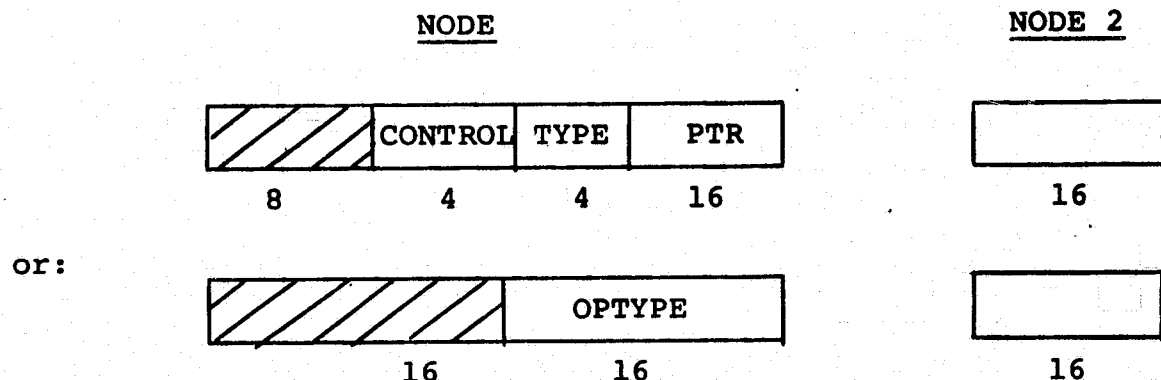 NODE NODE 2
CONTROL TYPE PTR
8 4 4 16 16
or:
OPTYPE
16 16 16